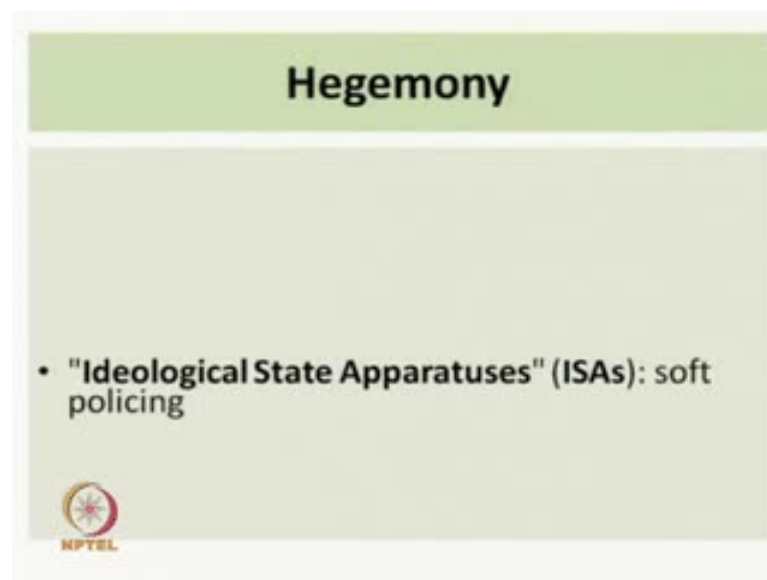 Hegemony
• "Ideological State Apparatuses" (ISAs): soft
policing
NPTEL